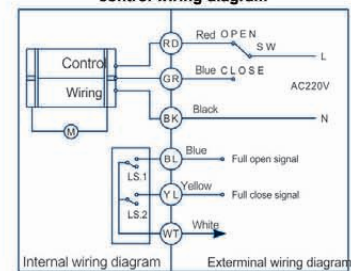 control wiring diagram
RD Red OPEN
SW
L
Control
GR Blue CLOSE
Wiring
AC220V
BK Black
N
M
BL Blue
Full open signal
LS.1
YL Yellow
Full close signal
LS.2
WT White
Internal wiring diagram
Exterminal wiring diagram